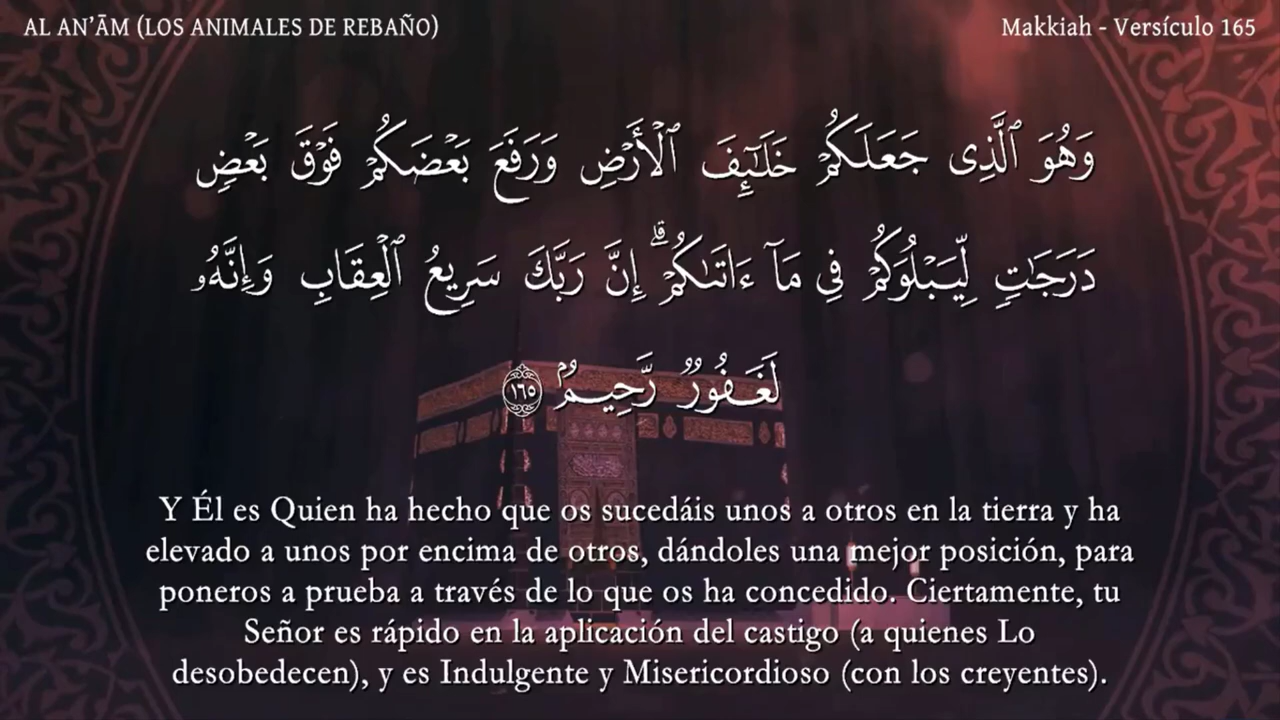 AL AN’ĀM (LOS ANIMALES DE REBAÑO)
Makkiah - Versículo 165
وَهُوَ ٱلَّذِى جَعَلَكُمْ خَلَـٰٓئِفَ ٱلْأَرْضِ وَرَفَعَ بَعْضَكُمْ فَوْقَ بَعْضٍ
دَرَجَـٰتٍ لِّيَبْلُوَكُمْ فِى مَآ ءَاتَىٰكُمْ ۗ إِنَّ رَبَّكَ سَرِيعُ ٱلْعِقَابِ وَإِنَّهُۥ
لَغَفُورٌ رَّحِيمٌۢ ١٦٥
Y Él es Quien ha hecho que os sucedáis unos a otros en la tierra y ha
elevado a unos por encima de otros, dándoles una mejor posición, para
poneros a prueba a través de lo que os ha concedido. Ciertamente, tu
Señor es rápido en la aplicación del castigo (a quienes Lo
desobedecen), y es Indulgente y Misericordioso (con los creyentes).